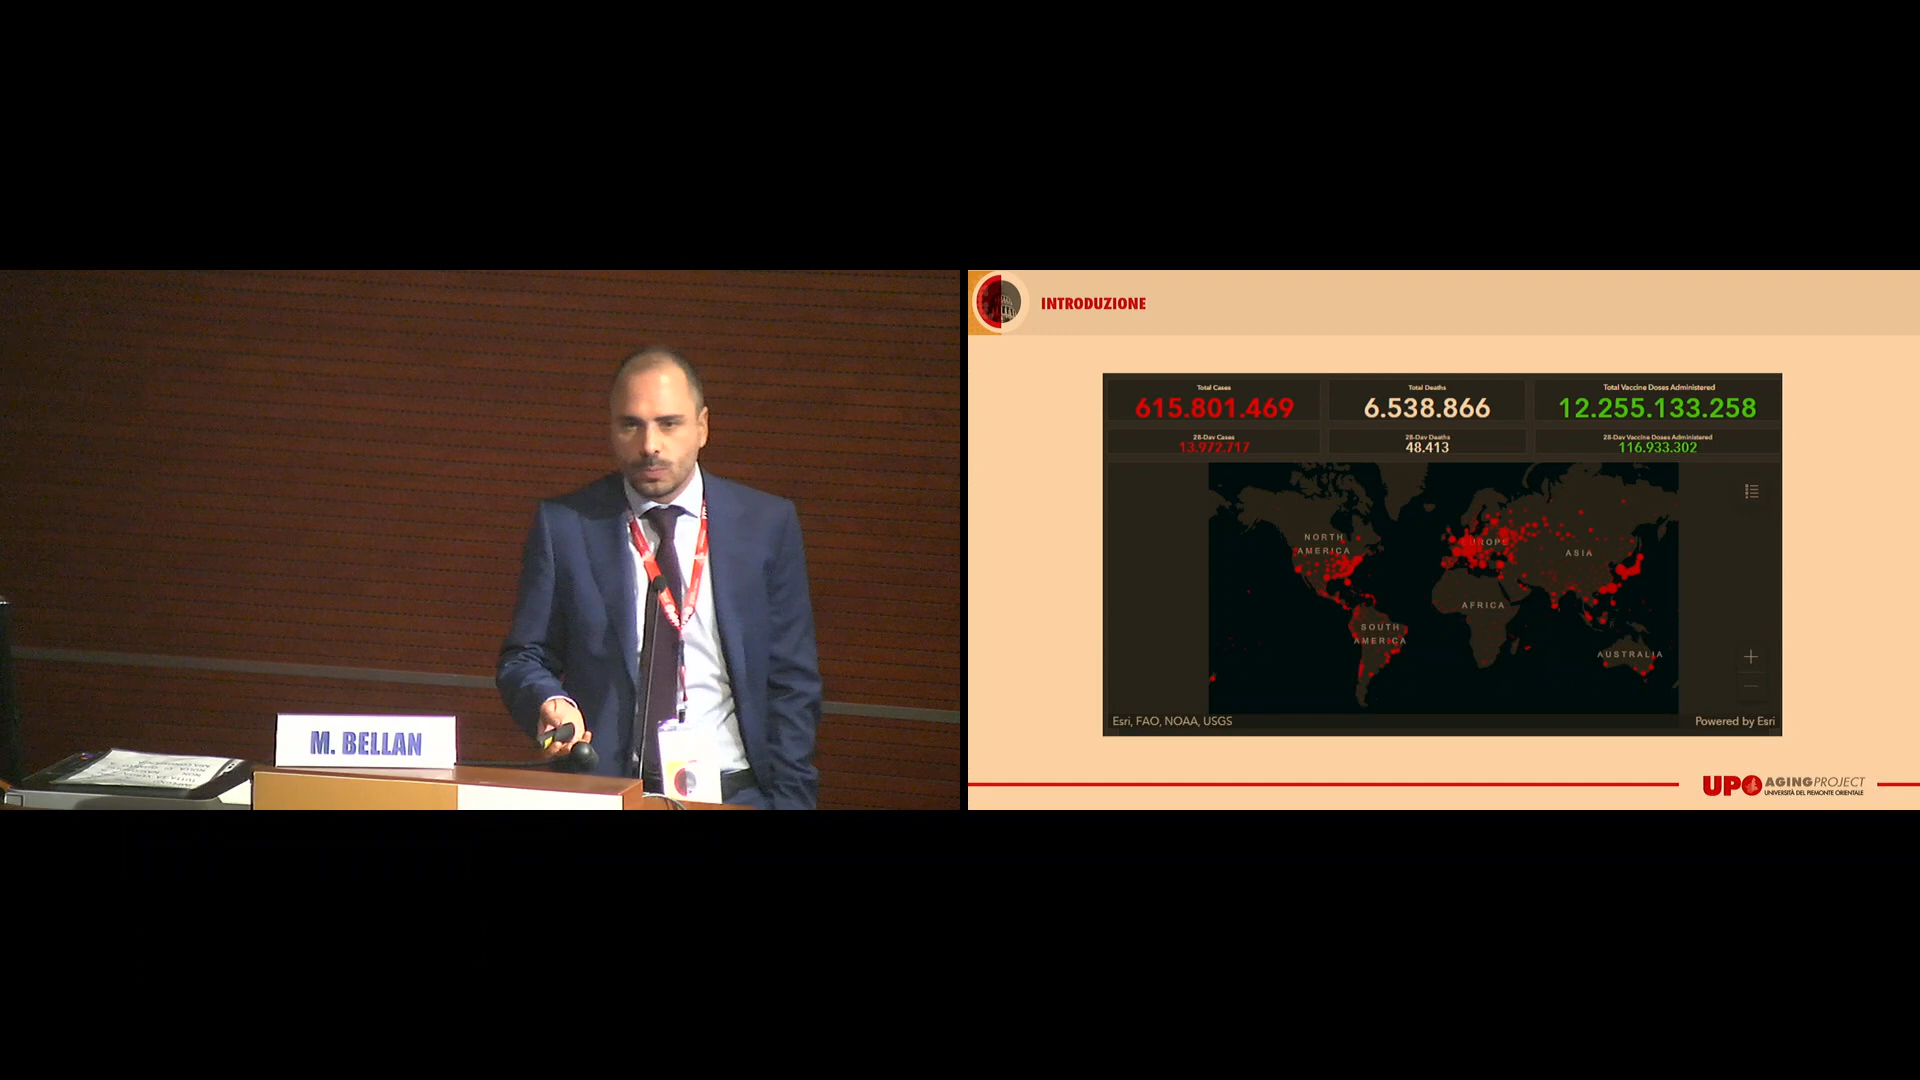 M. BELLAN
INTRODUZIONE
Total Cases
615.801.469
Total Deaths
6.538.866
Total Vaccine Doses Administered
12.255.133.258
28-Day Cases
13.972.717
28-Day Deaths
48.413
28-Day Vaccine Doses Administered
116.933.302
NORTH
AMERICA
ASIA
AFRICA
SOUTH
AMERICA
AUSTRALIA
Esri, FAO, NOAA, USGS
Powered by Esri
UPO AGINGPROJECT
UNIVERSITÀ DEL PIEMONTE ORIENTALE